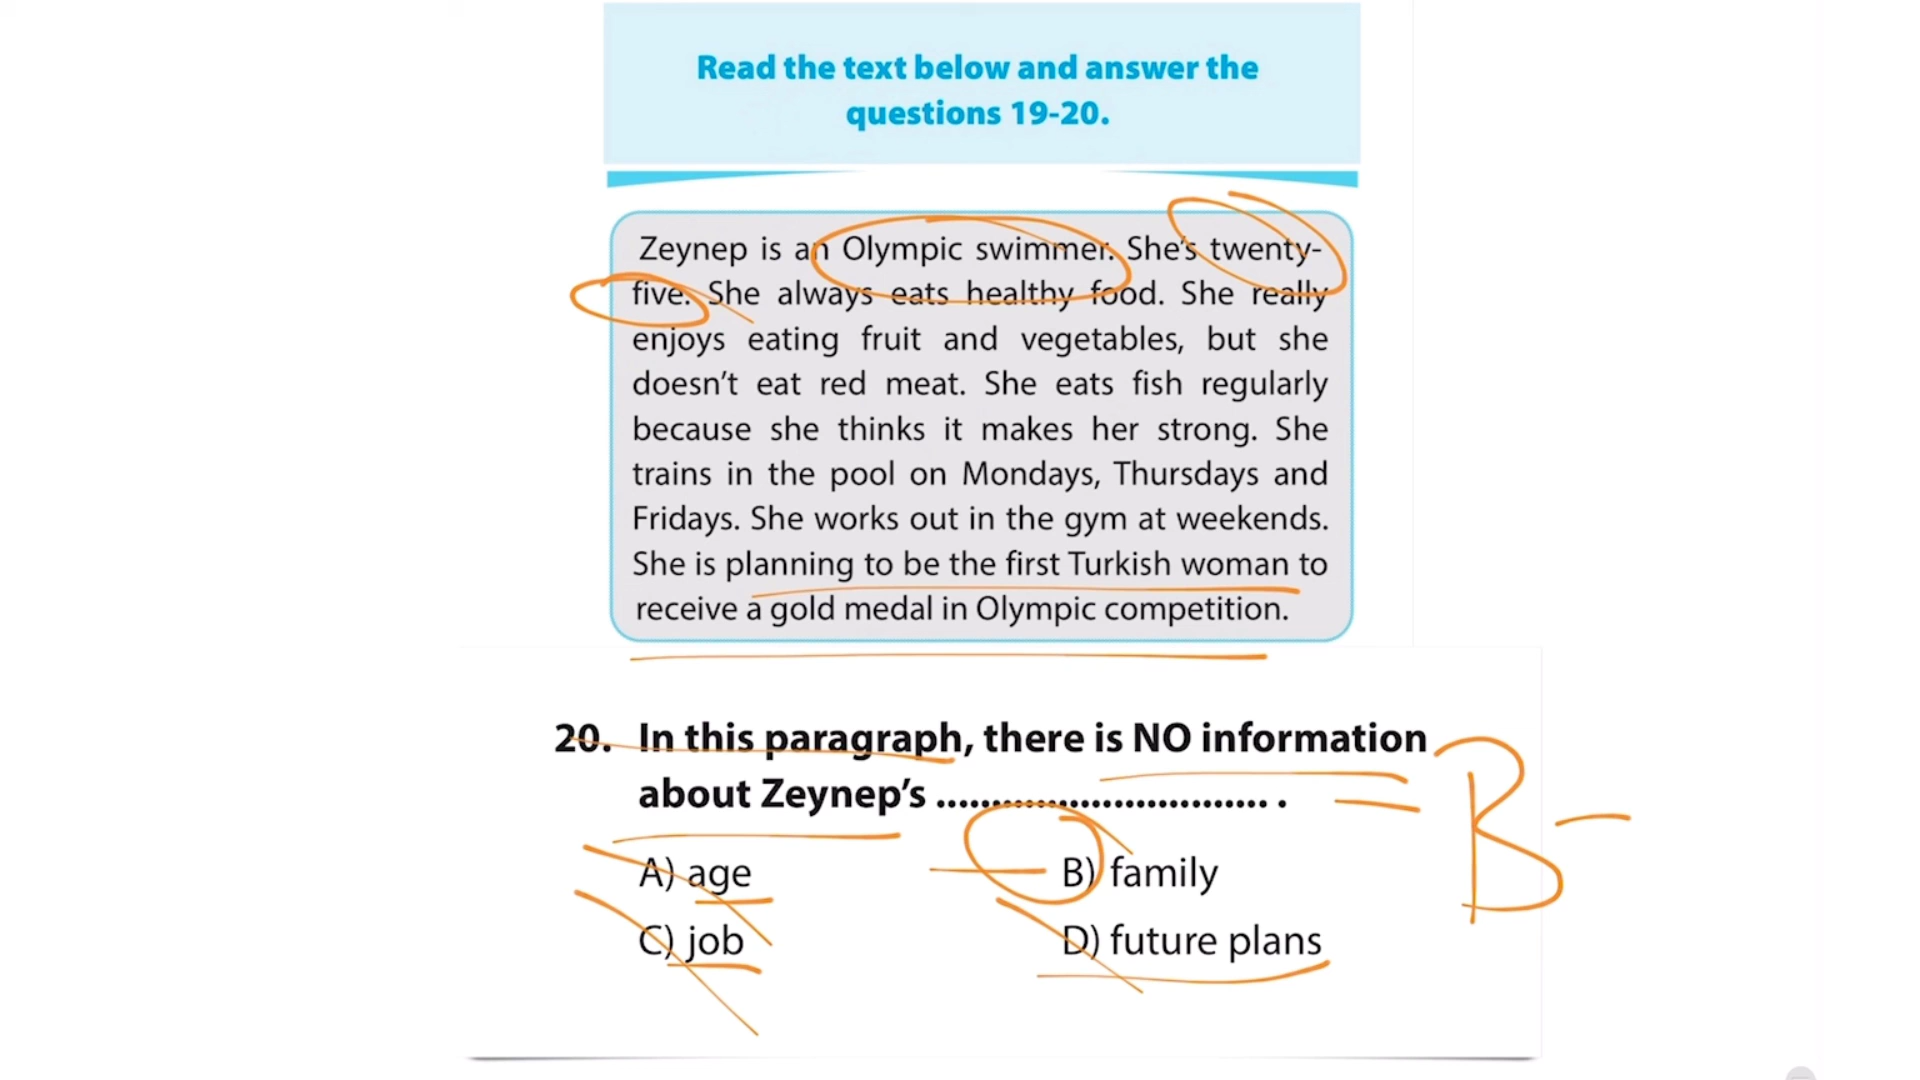 Read the text below and answer the
questions 19-20.
Zeynep is an Olympic swimmer. She's twenty-
five. She always eats healthy food. She really
enjoys eating fruit and vegetables, but she
doesn't eat red meat. She eats fish regularly
because she thinks it makes her strong. She
trains in the pool on Mondays, Thursdays and
Fridays. She works out in the gym at weekends.
She is planning to be the first Turkish woman to
receive a gold medal in Olympic competition.
20. In this paragraph, there is NO information
about Zeynep's .............................. .
A) age
B) family
C) job
D) future plans
B